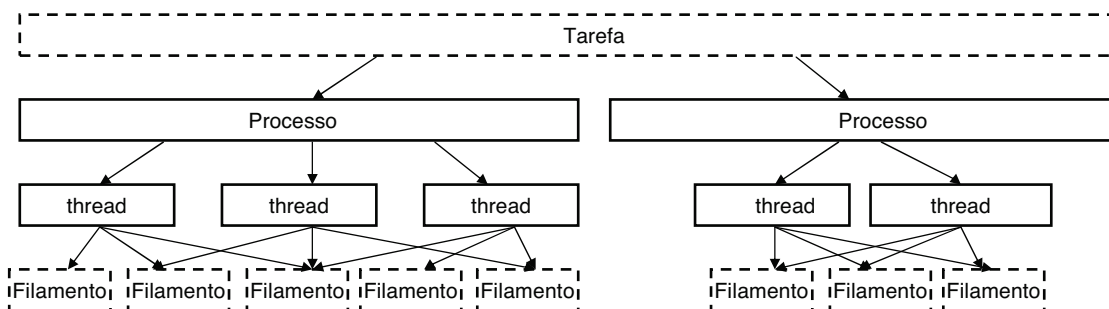 Tarefa
Processo Processo
thread thread thread thread thread
Filamento Filamento Filamento Filamento Filamento Filamento Filamento Filamento